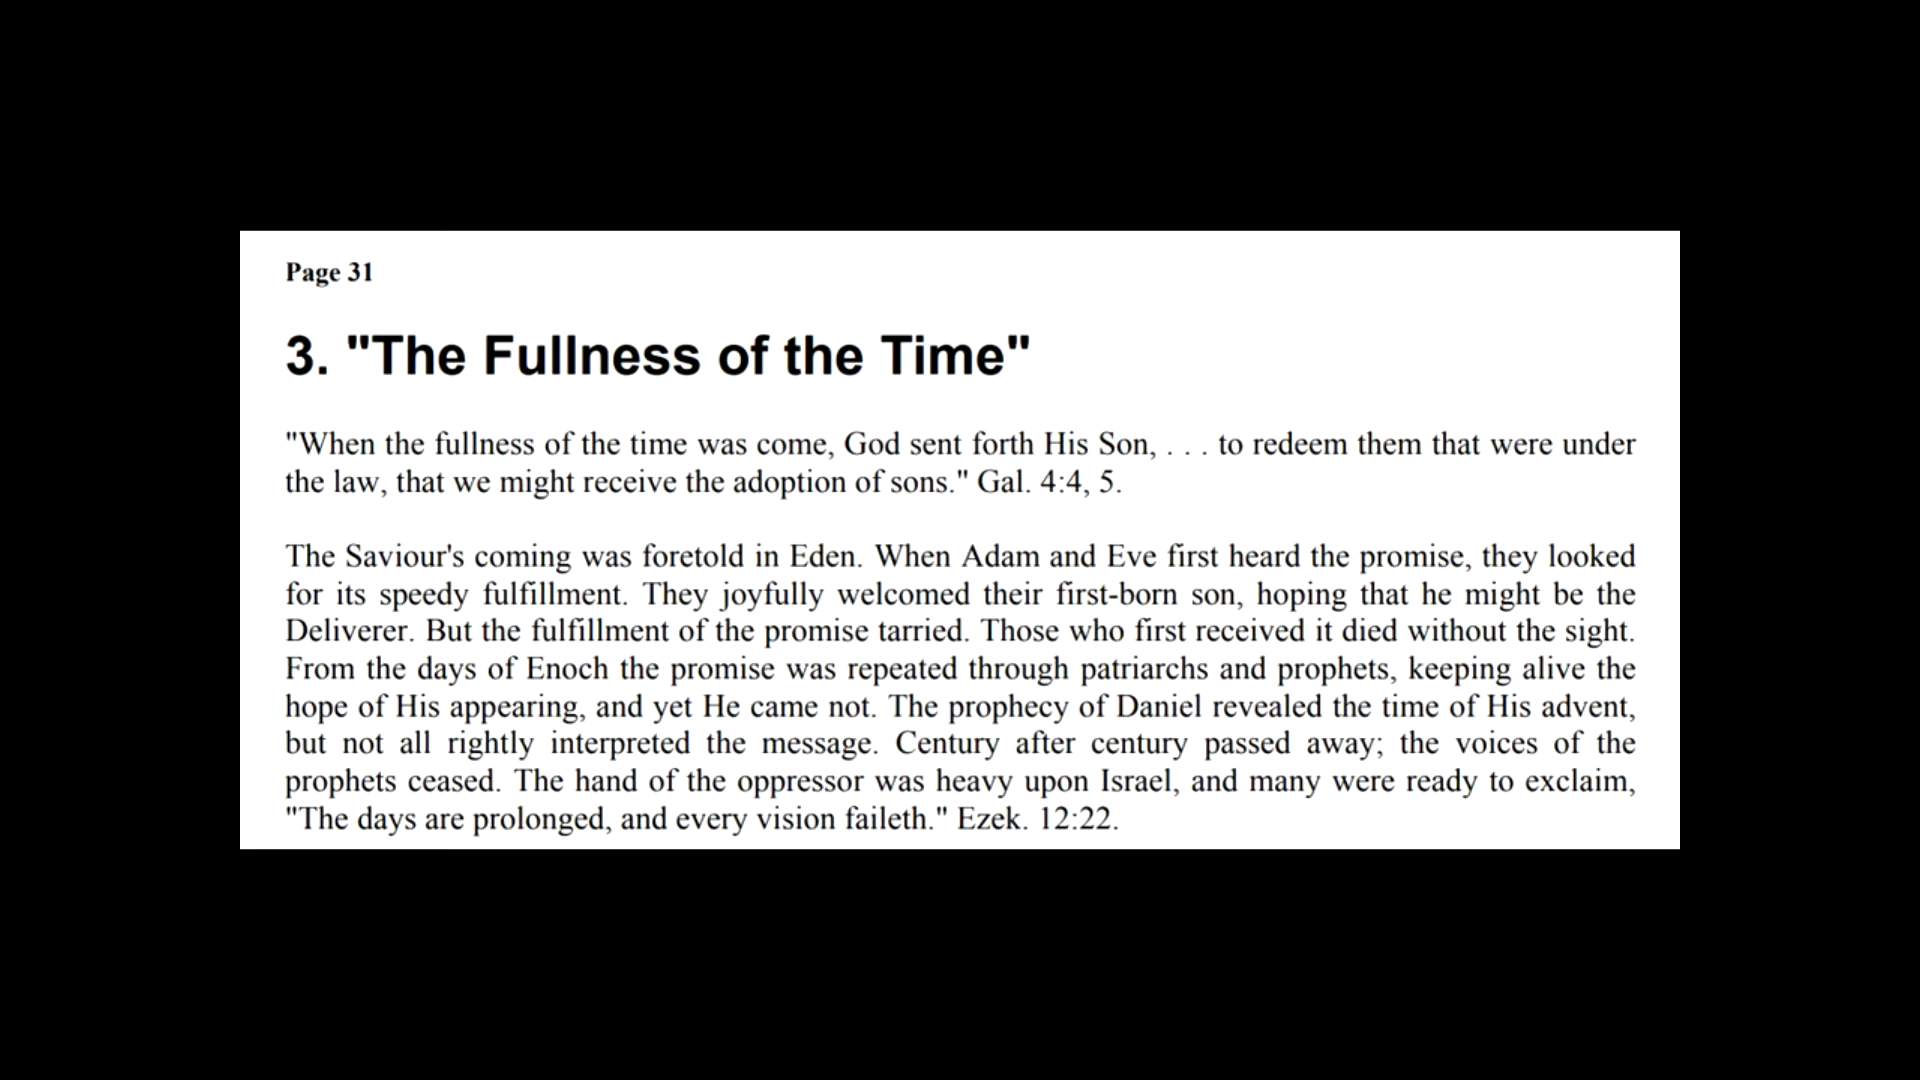 Page 31
3. "The Fullness of the Time"
"When the fullness of the time was come, God sent forth His Son, . . . to redeem them that were under
the law, that we might receive the adoption of sons." Gal. 4:4, 5.
The Saviour's coming was foretold in Eden. When Adam and Eve first heard the promise, they looked
for its speedy fulfillment. They joyfully welcomed their first-born son, hoping that he might be the
Deliverer. But the fulfillment of the promise tarried. Those who first received it died without the sight.
From the days of Enoch the promise was repeated through patriarchs and prophets, keeping alive the
hope of His appearing, and yet He came not. The prophecy of Daniel revealed the time of His advent,
but not all rightly interpreted the message. Century after century passed away; the voices of the
prophets ceased. The hand of the oppressor was heavy upon Israel, and many were ready to exclaim,
"The days are prolonged, and every vision faileth." Ezek. 12:22.